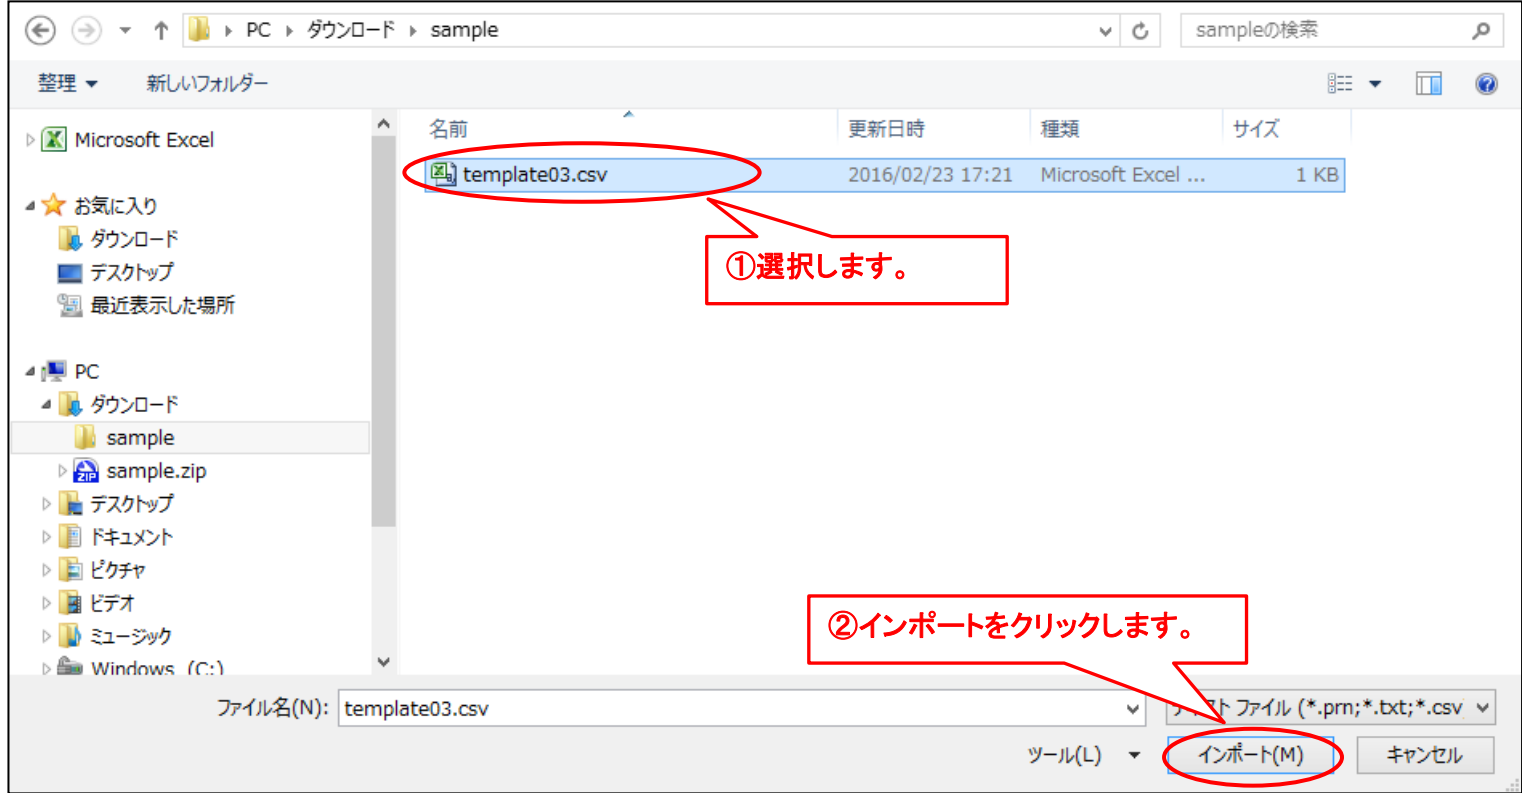 PC ダウンロード sample
sampleの検索
整理 新しいフォルダー
Microsoft Excel
お気に入り
ダウンロード
デスクトップ
最近表示した場所
PC
ダウンロード
sample
sample.zip
デスクトップ
ドキュメント
ピクチャ
ビデオ
ミュージック
Windows (C:)
名前 更新日時 種類 サイズ
template03.csv 2016/02/23 17:21 Microsoft Excel ... 1 KB
①選択します。
②インポートをクリックします。
ファイル名(N): template03.csv
ファイル (*.prn;*.txt;*.csv
ツール(L) インポート(M) キャンセル